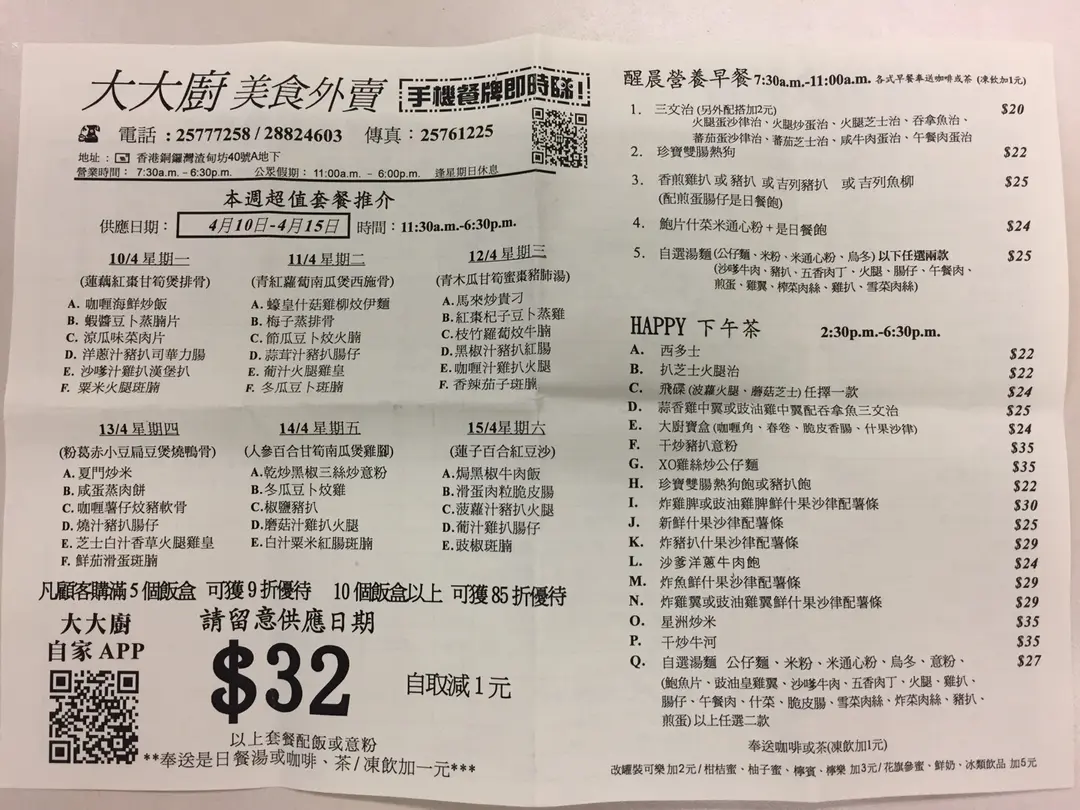 大大廚 美食外賣 手機餐牌即時睇!
電話 : 25777258 / 28824603 傳真 : 25761225
地址 : 香港銅鑼灣渣甸坊40號A地下
營業時間 : 7:30a.m. – 6:30p.m. 公眾假期 : 11:00a.m. – 6:00p.m. 逢星期日休息
本週超值套餐推介
供應日期 : 4月10日-4月15日 時間 : 11:30a.m.-6:30p.m.
10/4 星期一
(蓮藕紅棗甘筍煲排骨)
A. 咖喱海鮮炒飯
B. 蝦醬豆卜蒸腩片
C. 涼瓜味菜肉片
D. 洋蔥汁豬扒司華力腸
E. 沙嗲汁雞扒漢堡扒
F. 粟米火腿斑腩
11/4 星期二
(青紅蘿蔔南瓜煲西施骨)
A. 蠔皇什菇雞柳炆伊麵
B. 梅子蒸排骨
C. 節瓜豆卜炆火腩
D. 蒜茸汁豬扒腸仔
E. 葡汁火腿雞皇
F. 冬瓜豆卜斑腩
12/4 星期三
(青木瓜甘筍蜜棗豬肺湯)
A. 馬來炒貴刁
B. 紅棗杞子豆卜蒸雞
C. 枝竹羅蔔炆牛腩
D. 黑椒汁豬扒紅腸
E. 咖喱汁雞扒火腿
F. 香辣茄子斑腩
13/4 星期四
(粉葛赤小豆扁豆煲燒鴨骨)
A. 夏門炒米
B. 咸蛋蒸肉餅
C. 咖喱薯仔炆豬軟骨
D. 燒汁豬扒腸仔
E. 芝士白汁香草火腿雞皇
F. 鮮茄滑蛋斑腩
14/4 星期五
(人參百合甘筍南瓜煲雞腳)
A. 乾炒黑椒三絲炒意粉
B. 冬瓜豆卜炆雞
C. 椒鹽豬扒
D. 磨菇汁雞扒火腿
E. 白汁粟米紅腸斑腩
15/4星期六
(蓮子百合紅豆沙)
A. 焗黑椒牛肉飯
B. 滑蛋肉粒脆皮腸
C. 菠蘿汁豬扒火腿
D. 葡汁雞扒腸仔
E. 豉椒斑腩
凡顧客購滿 5 個飯盒 可獲 9 折優待 10 個飯盒以上 可獲 85 折優待
大大廚
自家 APP
請留意供應日期
$32
自取減 1 元
以上套餐配飯或意粉
**奉送是日餐湯或咖啡、茶 / 凍飲加一元***
醒晨營養早餐 7:30a.m.-11:00a.m. 各式早餐奉送咖啡或茶 (凍飲加1元)
1. 三文治 (另外配搭加2元) $20
火腿蛋沙律治、火腿炒蛋治、火腿芝士治、吞拿魚治、
蕃茄蛋沙律治、蕃茄芝士治、咸牛肉蛋治、午餐肉蛋治
2. 珍寶雙腸熱狗 $22
3. 香煎雞扒 或 豬扒 或 吉列豬扒 或 吉列魚柳 $25
(配煎蛋腸仔是日餐飽)
4. 鮑片什菜米通心粉 + 是日餐飽 $24
5. 自選湯麵 (公仔麵、米粉、米通心粉、烏冬) 以下任選兩款 $25
(沙嗲牛肉、豬扒、五香肉丁、火腿、腸仔、午餐肉、
煎蛋、雞翼、榨菜肉絲、雞扒、雪菜肉絲)
HAPPY 下午茶 2:30p.m.-6:30p.m.
A. 西多士 $22
B. 扒芝士火腿治 $22
C. 飛碟 (波蘿火腿、蘑菇芝士) 任擇一款 $24
D. 蒜香雞中翼或豉油雞中翼配吞拿魚三文治 $25
E. 大廚寶盒 (咖喱角、春卷、脆皮香腸、什果沙律) $24
F. 干炒豬扒意粉 $35
G. XO雞絲炒公仔麵 $35
H. 珍寶雙腸熱狗飽或豬扒飽 $22
I. 炸雞脾或豉油雞脾鮮什果沙律配薯條 $30
J. 新鮮什果沙律配薯條 $25
K. 炸豬扒什果沙律配薯條 $29
L. 沙爹洋蔥牛肉飽 $24
M. 炸魚鮮什果沙律配薯條 $29
N. 炸雞翼或豉油雞翼鮮什果沙律配薯條 $29
O. 星洲炒米 $35
P. 干炒牛河 $35
Q. 自選湯麵 公仔麵、米粉、米通心粉、烏冬、意粉、 $27
(鮑魚片、豉油皇雞翼、沙嗲牛肉、五香肉丁、火腿、雞扒、
腸仔、午餐肉、什菜、脆皮腸、雪菜肉絲、炸菜肉絲、豬扒、
煎蛋) 以上任選二款
奉送咖啡或茶(凍飲加1元)
改罐裝可樂 加2元 / 柑桔蜜、柚子蜜、檸賓、檸樂 加3元 / 花旗參蜜、鮮奶、冰類飲品 加5元